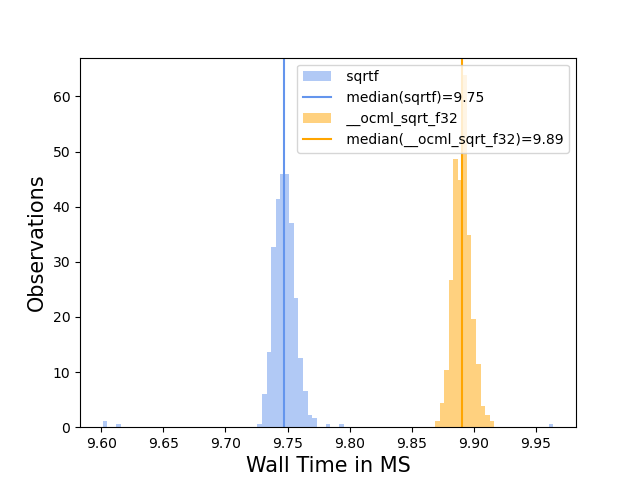 sqrtf
median(sqrtf)=9.75
__ocml_sqrt_f32
median(__ocml_sqrt_f32)=9.89
60
50
40
30
20
10
0
Observations
9.60 9.65 9.70 9.75 9.80 9.85 9.90 9.95
Wall Time in MS